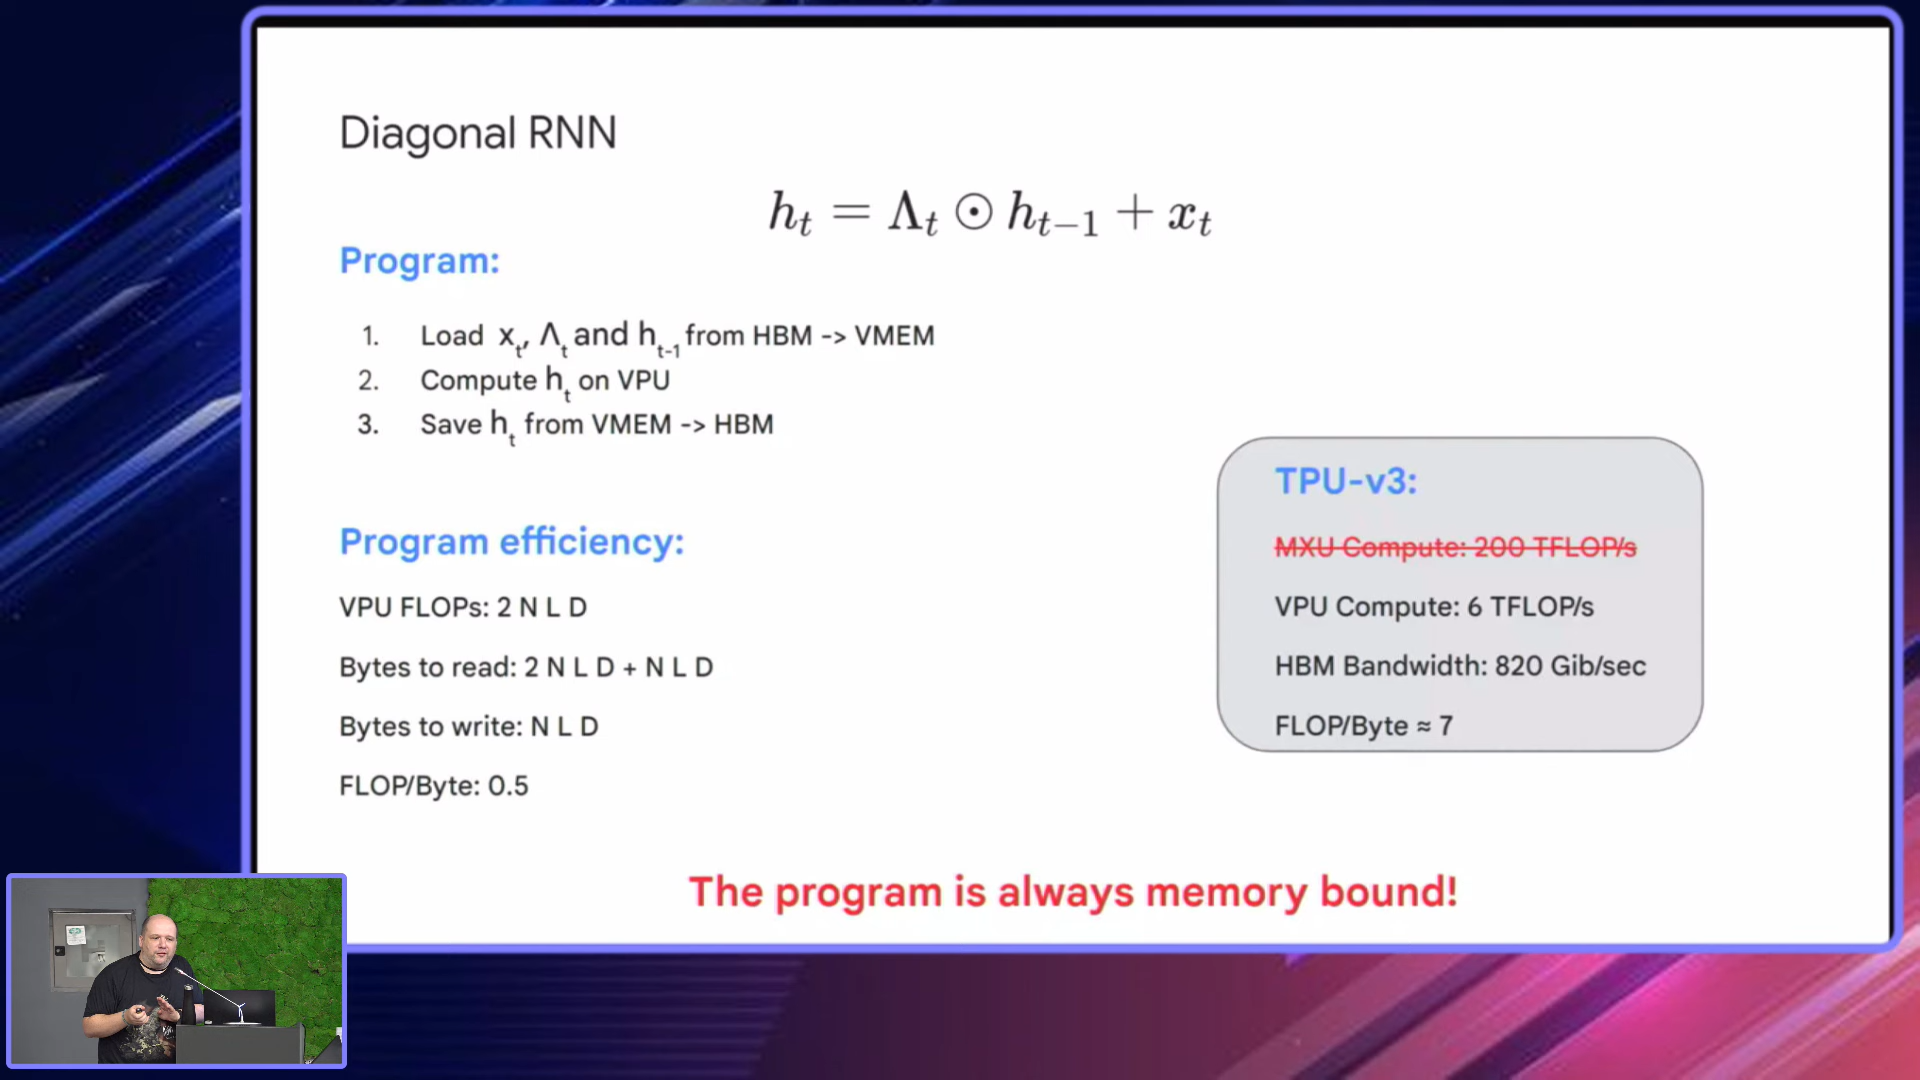 Diagonal RNN
hₜ = Λₜ ⊙ hₜ₋₁ + xₜ
Program:
1. Load xₜ, Λₜ and hₜ₋₁ from HBM -> VMEM
2. Compute hₜ on VPU
3. Save hₜ from VMEM -> HBM
Program efficiency:
VPU FLOPs: 2 N L D
Bytes to read: 2 N L D + N L D
Bytes to write: N L D
FLOP/Byte: 0.5
TPU-v3:
MXU Compute: 200 TFLOP/s
VPU Compute: 6 TFLOP/s
HBM Bandwidth: 820 Gib/sec
FLOP/Byte ≈ 7
The program is always memory bound!